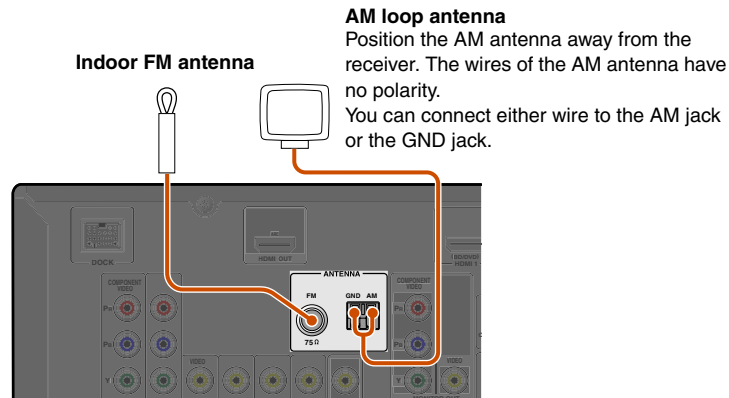 AM loop antenna
Position the AM antenna away from the
receiver. The wires of the AM antenna have
no polarity.
You can connect either wire to the AM jack
or the GND jack.
Indoor FM antenna
DOCK
HDMI OUT
HDMI 1
ANTENNA
FM
GND AM
75Ω
COMPONENT
VIDEO
PR
PB
Y
VIDEO
COMPONENT
VIDEO
PR
PB
Y
VIDEO